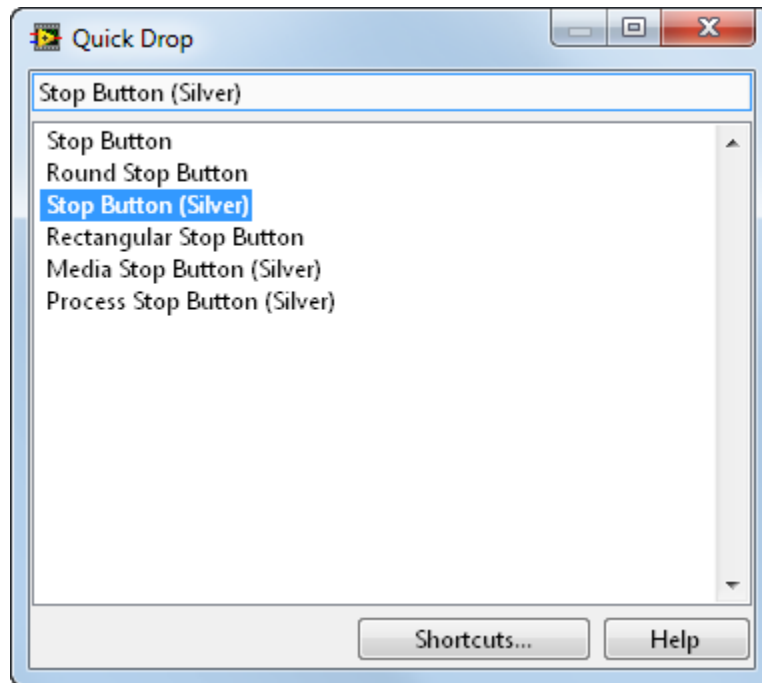 Quick Drop
Stop Button (Silver)
Stop Button
Round Stop Button
Stop Button (Silver)
Rectangular Stop Button
Media Stop Button (Silver)
Process Stop Button (Silver)
Shortcuts... Help